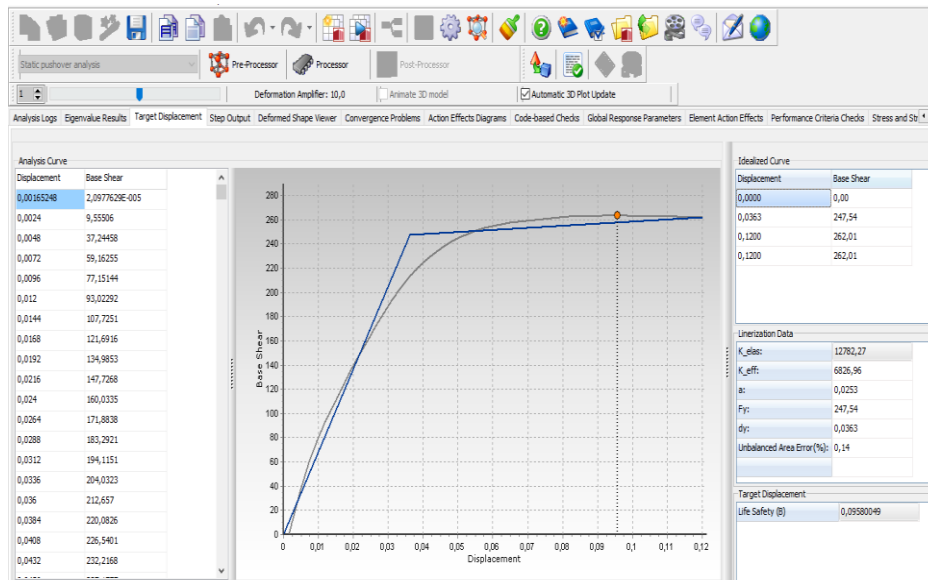 Static pushover analysis
Pre-Processor
Processor
Post-Processor
1
Deformation Amplifier: 10,0
Animate 3D model
Automatic 3D Plot Update
Analysis Logs Eigenvalue Results Target Displacement Step Output Deformed Shape Viewer Convergence Problems Action Effects Diagrams Code-based Checks Global Response Parameters Element Action Effects Performance Criteria Checks Stress and Str
Analysis Curve
Displacement Base Shear
0,00165248 2,0977629E-005
0,0024 9,55506
0,0048 37,24458
0,0072 59,16255
0,0096 77,15144
0,012 93,02292
0,0144 107,7251
0,0168 121,6916
0,0192 134,9853
0,0216 147,7268
0,024 160,0335
0,0264 171,8838
0,0288 183,2921
0,0312 194,1151
0,0336 204,0323
0,036 212,657
0,0384 220,0826
0,0408 226,5401
0,0432 232,2168
280
260
240
220
200
180
160
140
120
100
80
60
40
20
0
Base Shear
0 0,01 0,02 0,03 0,04 0,05 0,06 0,07 0,08 0,09 0,1 0,11 0,12
Displacement
Idealized Curve
Displacement Base Shear
0,0000 0,00
0,0363 247,54
0,1200 262,01
0,1200 262,01
Linerization Data
K_elas: 12782,27
K_eff: 6826,96
a: 0,0253
Fy: 247,54
dy: 0,0363
Unbalanced Area Error(%): 0,14
Target Displacement
Life Safety (B) 0,09580049